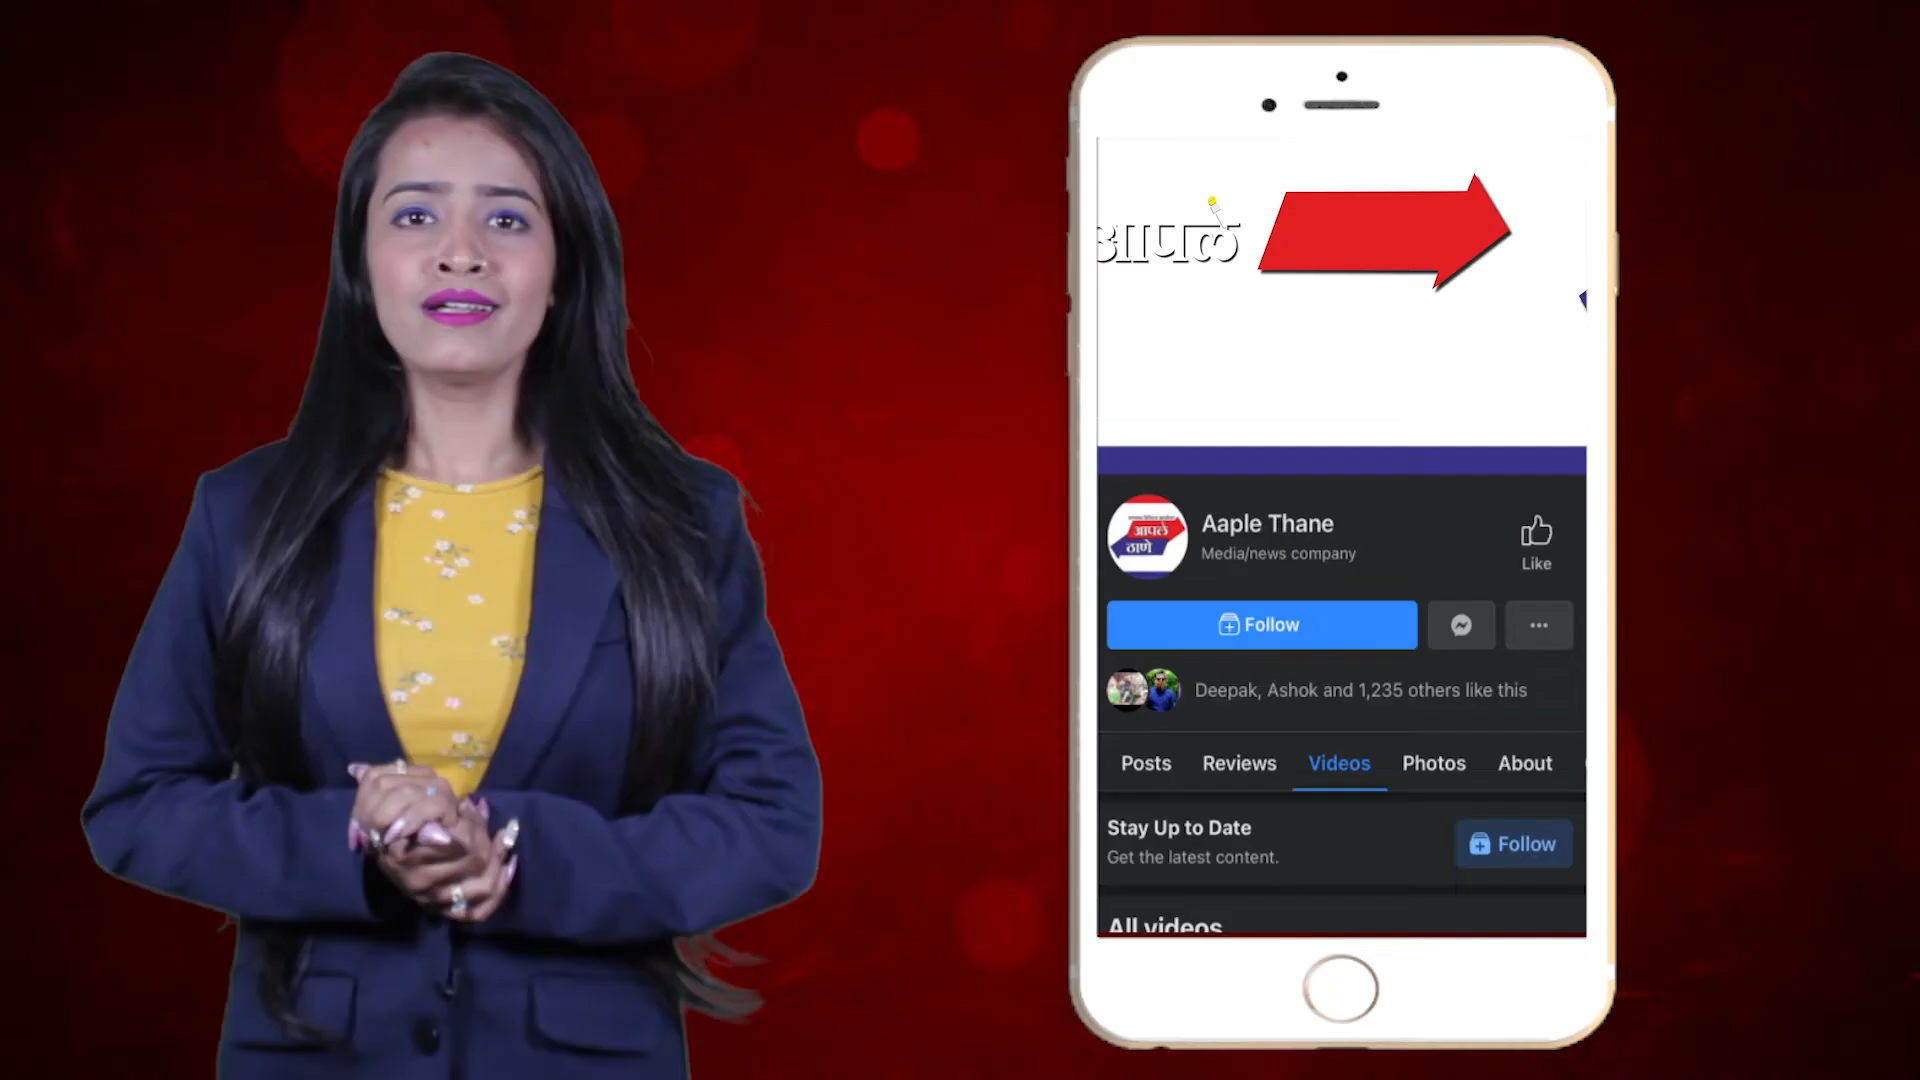 आपले
Aaple Thane
Media/news company
Like
आपले
ठाणे
Follow
Deepak, Ashok and 1,235 others like this
Posts Reviews Videos Photos About
Stay Up to Date
Get the latest content.
Follow
All videos